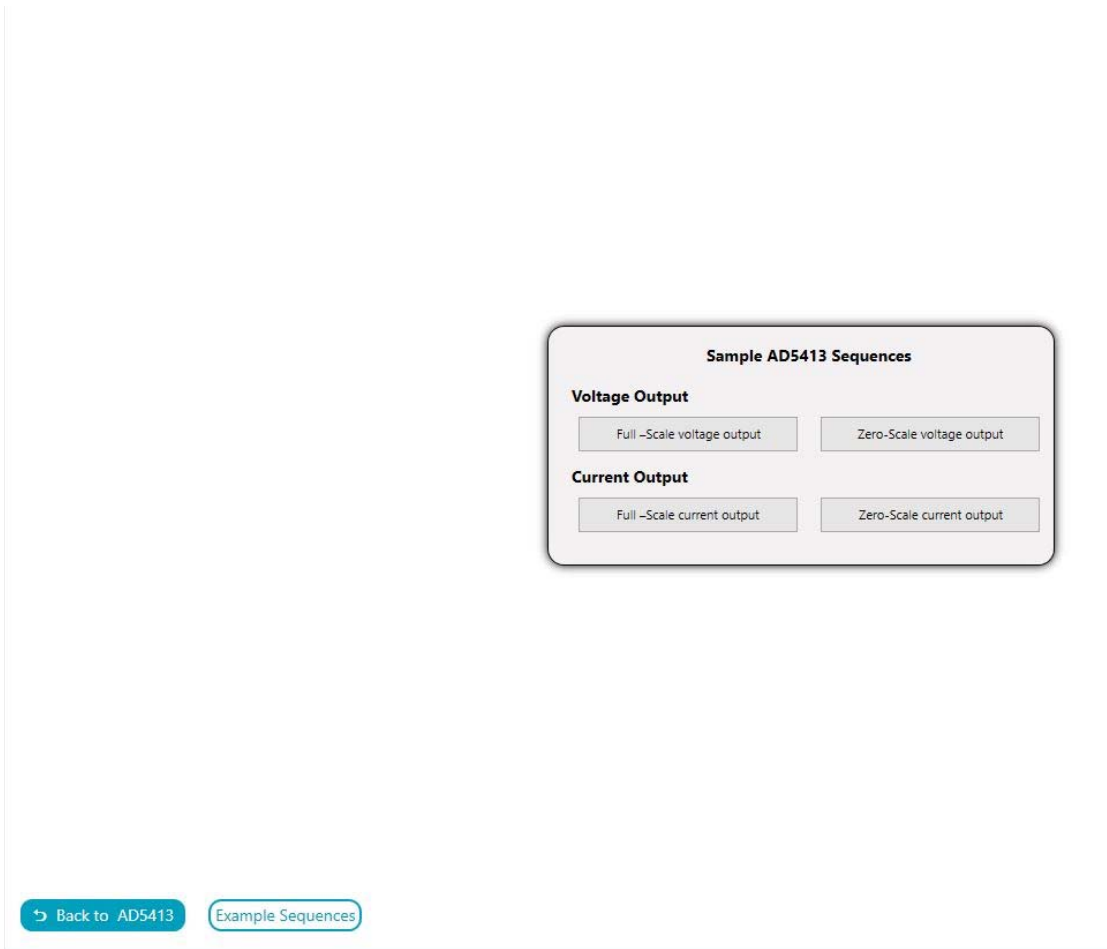 Sample AD5413 Sequences
Voltage Output
Full –Scale voltage output Zero-Scale voltage output
Current Output
Full –Scale current output Zero-Scale current output
Back to AD5413 Example Sequences